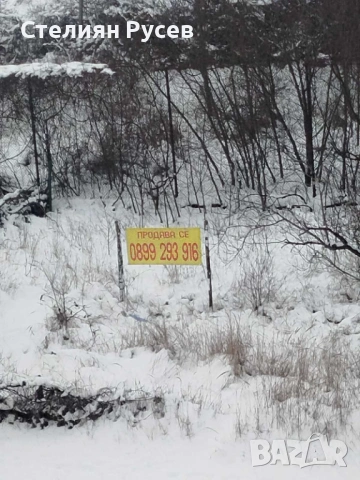 Стелиян Русев
ПРОДАВА СЕ
0899 293 916
BAZAR